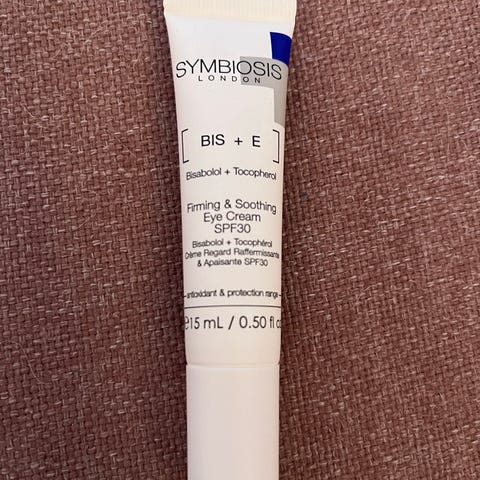 SYMBIOSIS
LONDON
[ BIS + E ]
Bisabolol + Tocopherol
Firming & Soothing
Eye Cream
SPF30
Bisabolol + Tocophérol
Crème Regard Raffermissante
& Apaisante SPF30
antioxidant & protection range
℮15 mL / 0.50 fl oz